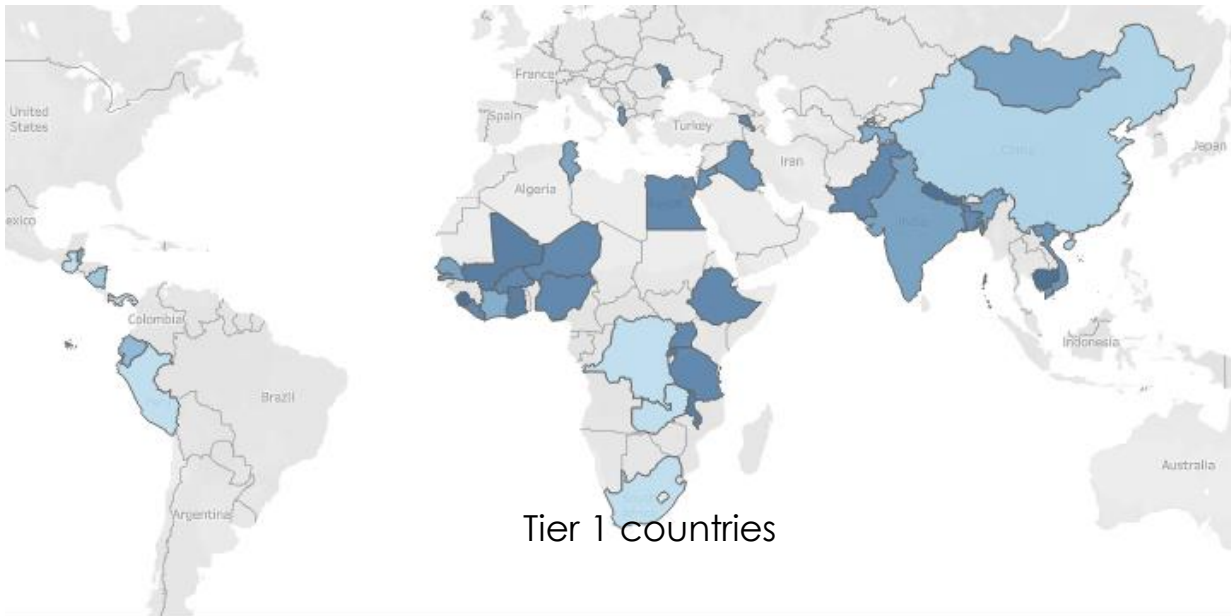 United
States
exico
Colombia
Brazil
Argentina
France
Spain
Turkey
Algeria
Iran
China
India
Japan
Indonesia
Australia
Tier 1 countries